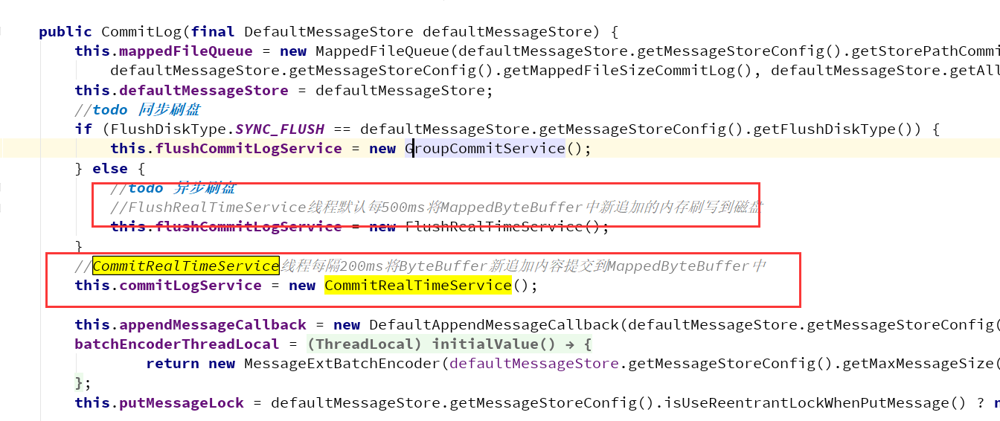 public CommitLog(final DefaultMessageStore defaultMessageStore) {
this.mappedFileQueue = new MappedFileQueue(defaultMessageStore.getMessageStoreConfig().getStorePathCommi
defaultMessageStore.getMessageStoreConfig().getMappedFileSizeCommitLog(), defaultMessageStore.getAll
this.defaultMessageStore = defaultMessageStore;
//todo 同步刷盘
if (FlushDiskType.SYNC_FLUSH == defaultMessageStore.getMessageStoreConfig().getFlushDiskType()) {
this.flushCommitLogService = new GroupCommitService();
} else {
//todo 异步刷盘
//FlushRealTimeService线程默认每500ms将MappedByteBuffer中新追加的内存刷写到磁盘
this.flushCommitLogService = new FlushRealTimeService();
}
//CommitRealTimeService线程每隔200ms将ByteBuffer新追加内容提交到MappedByteBuffer中
this.commitLogService = new CommitRealTimeService();
this.appendMessageCallback = new DefaultAppendMessageCallback(defaultMessageStore.getMessageStoreConfig(
batchEncoderThreadLocal = (ThreadLocal) initialValue() → {
return new MessageExtBatchEncoder(defaultMessageStore.getMessageStoreConfig().getMaxMessageSize(
};
this.putMessageLock = defaultMessageStore.getMessageStoreConfig().isUseReentrantLockWhenPutMessage() ? n